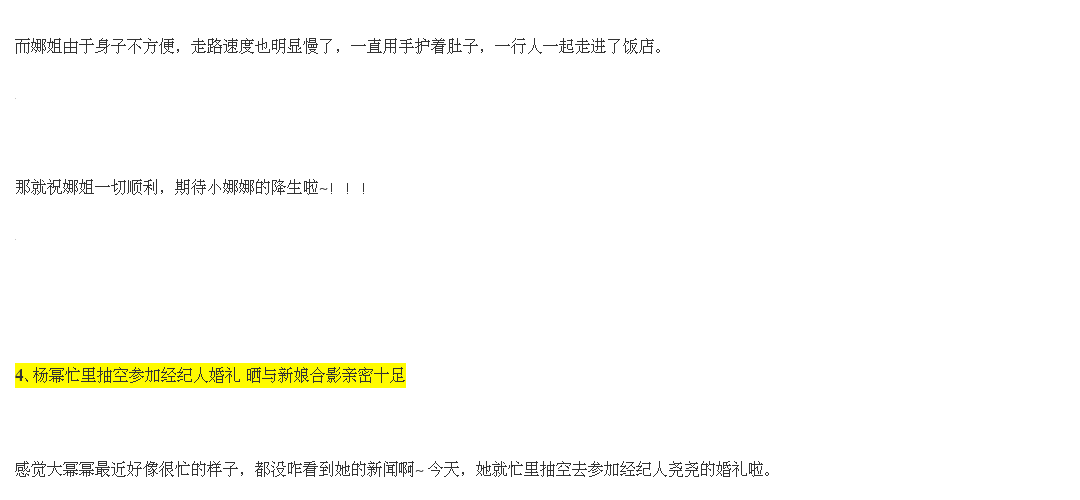 而娜姐由于身子不方便，走路速度也明显慢了，一直用手护着肚子，一行人一起走进了饭店。
那就祝娜姐一切顺利，期待小娜娜的降生啦~！！！
4、杨幂忙里抽空参加经纪人婚礼 晒与新娘合影亲密十足
感觉大幂幂最近好像很忙的样子，都没咋看到她的新闻啊~ 今天，她就忙里抽空去参加经纪人尧尧的婚礼啦。